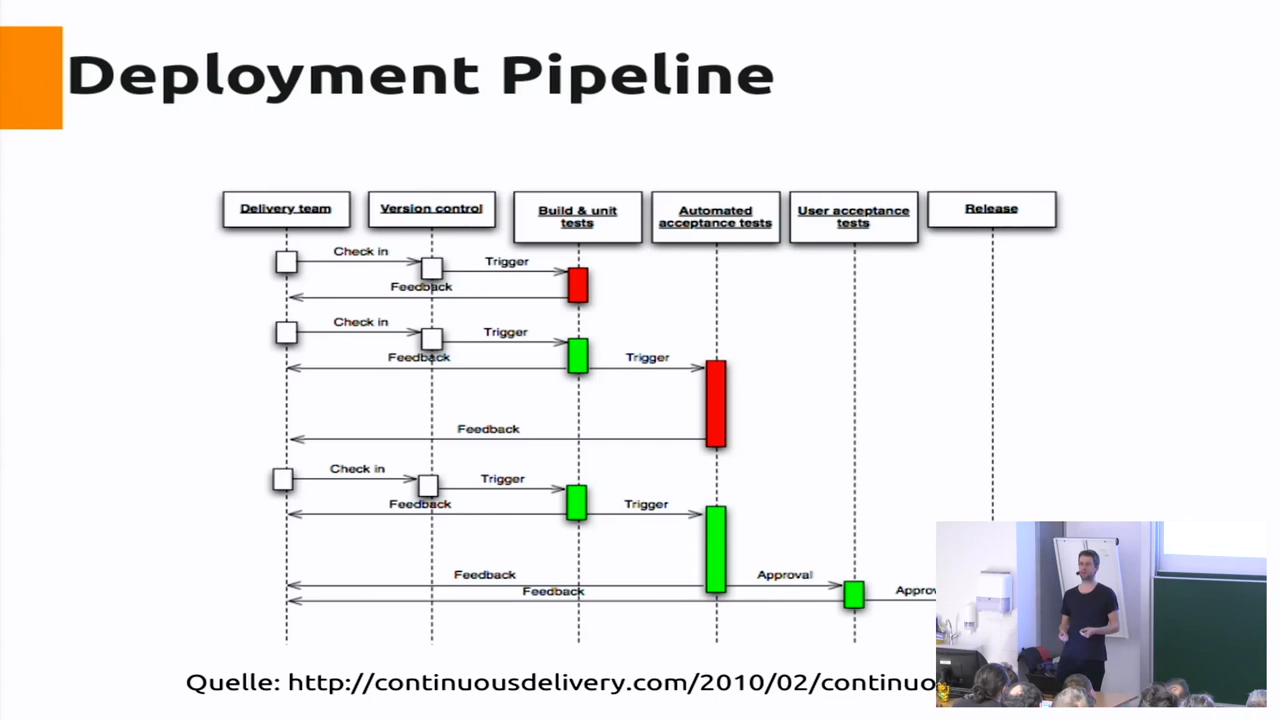 Deployment Pipeline
Delivery team
Version control
Build & unit
tests
Automated
acceptance tests
User acceptance
tests
Release
Check in
Trigger
Feedback
Check in
Trigger
Feedback
Trigger
Feedback
Check in
Trigger
Feedback
Trigger
Feedback
Approval
Feedback
Quelle: http://continuousdelivery.com/2010/02/continuo